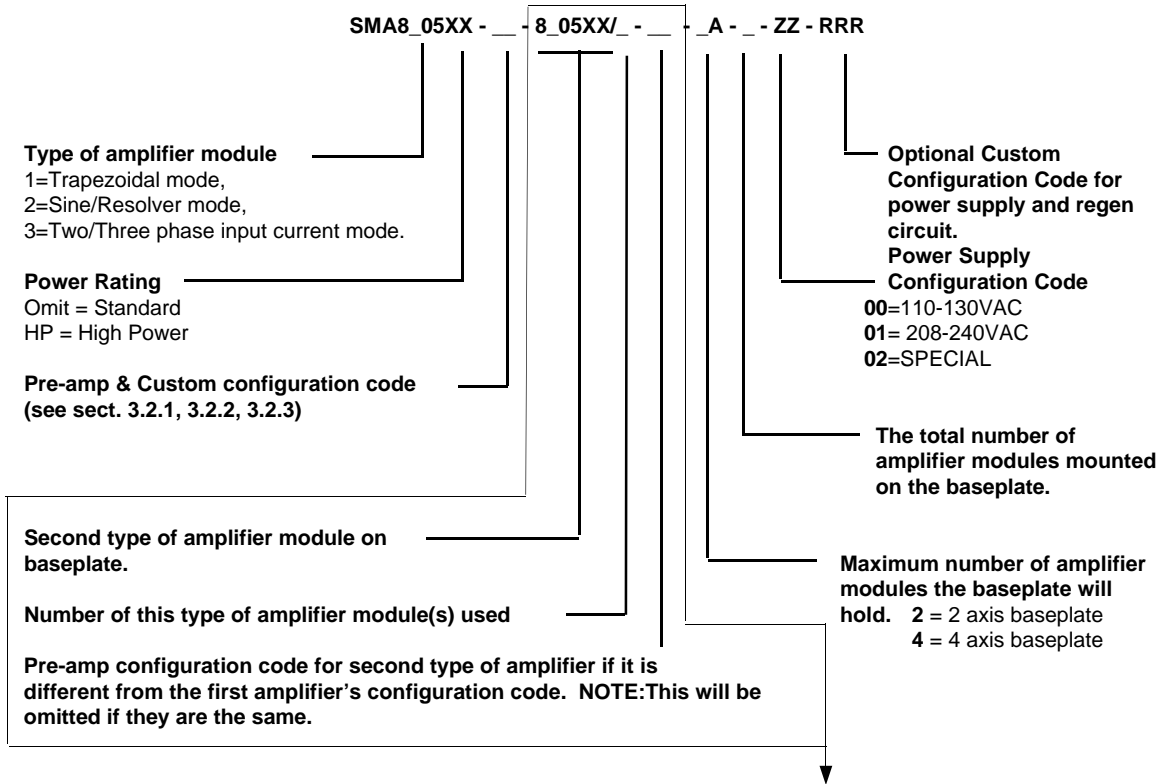 SMA8_05XX - __ - 8_05XX/_ - __ - _A - _ - ZZ - RRR
Type of amplifier module
1=Trapezoidal mode,
2=Sine/Resolver mode,
3=Two/Three phase input current mode.
Power Rating
Omit = Standard
HP = High Power
Pre-amp & Custom configuration code
(see sect. 3.2.1, 3.2.2, 3.2.3)
Optional Custom
Configuration Code for
power supply and regen
circuit.
Power Supply
Configuration Code
00=110-130VAC
01= 208-240VAC
02=SPECIAL
The total number of
amplifier modules mounted
on the baseplate.
Second type of amplifier module on
baseplate.
Number of this type of amplifier module(s) used
Pre-amp configuration code for second type of amplifier if it is
different from the first amplifier's configuration code. NOTE:This will be
omitted if they are the same.
Maximum number of amplifier
modules the baseplate will
hold. 2 = 2 axis baseplate
4 = 4 axis baseplate